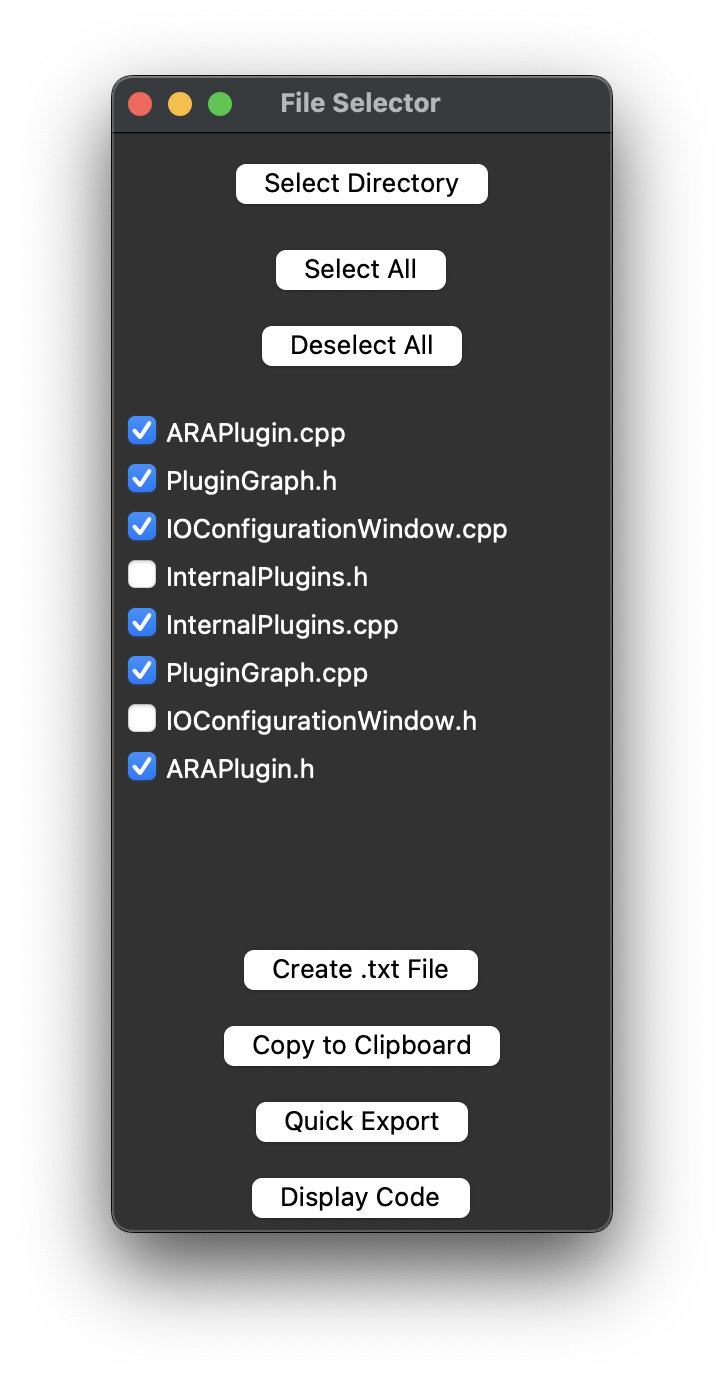 File Selector
Select Directory
Select All
Deselect All
ARAPlugin.cpp
PluginGraph.h
IOConfigurationWindow.cpp
InternalPlugins.h
InternalPlugins.cpp
PluginGraph.cpp
IOConfigurationWindow.h
ARAPlugin.h
Create .txt File
Copy to Clipboard
Quick Export
Display Code